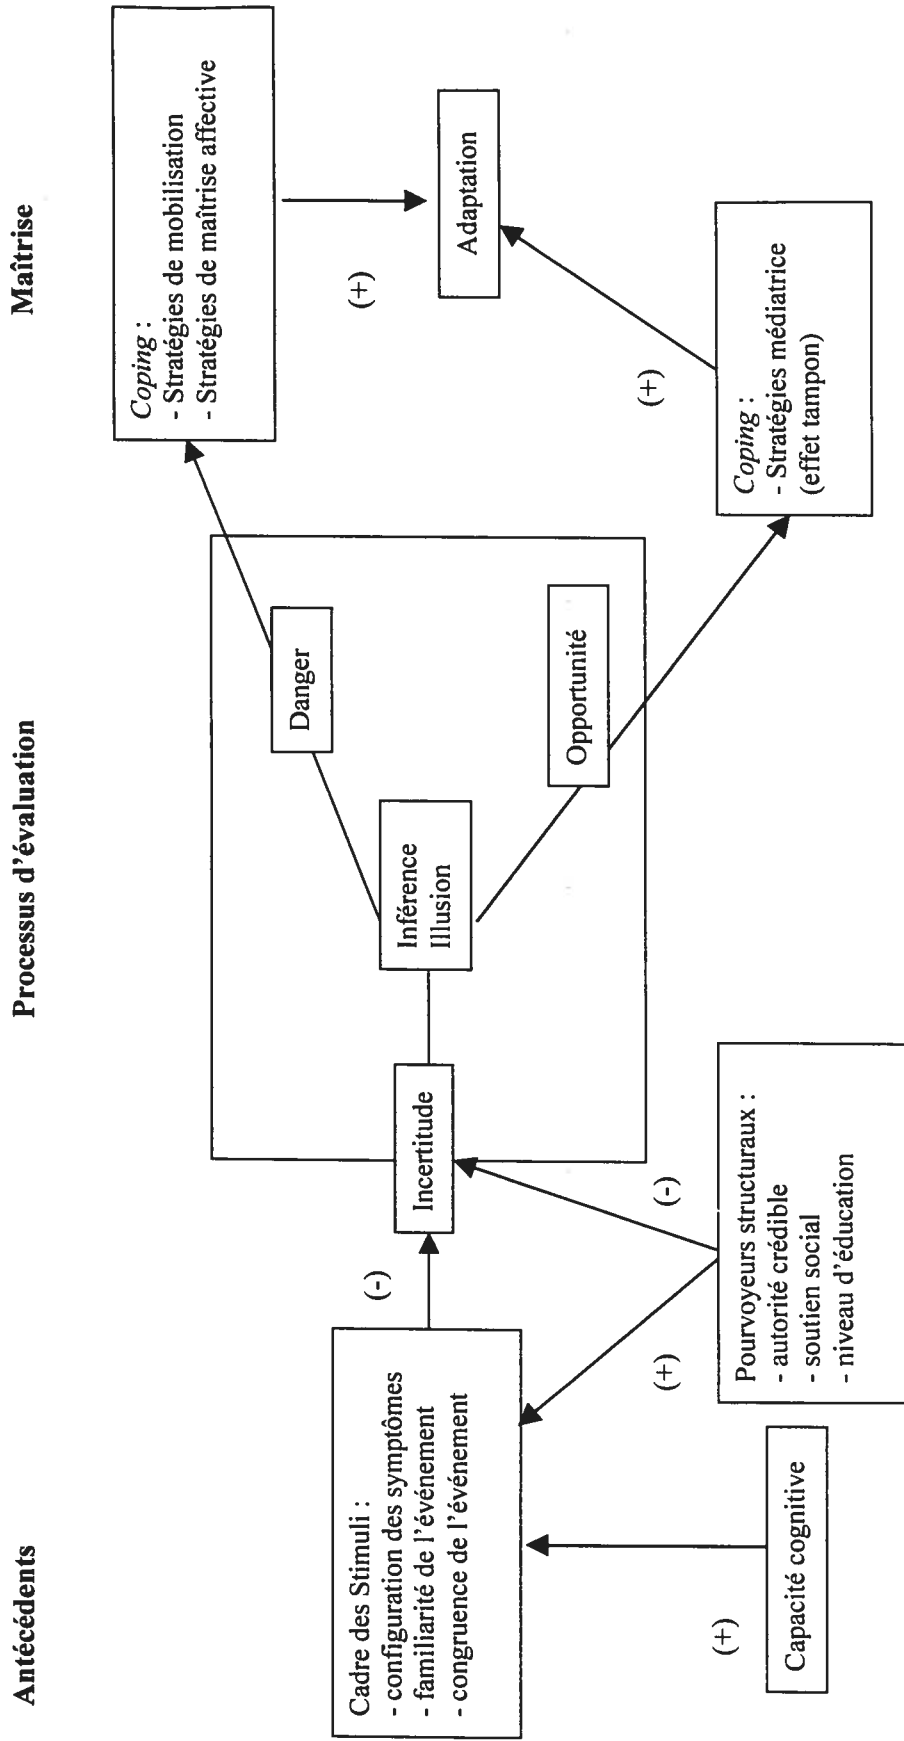 Antécédents
Processus d'évaluation
Maîtrise
Cadre des Stimuli :
- configuration des symptômes
- familiarité de l'événement
- congruence de l'événement
(+)
Capacité cognitive
(+)
(-)
(-)
Pourvoyeurs structuraux :
- autorité crédible
- soutien social
- niveau d'éducation
Incertitude
Inférence
Illusion
Danger
Opportunité
Coping :
- Stratégies de mobilisation
- Stratégies de maîtrise affective
(+)
Adaptation
(+)
Coping :
- Stratégies médiatrice
(effet tampon)